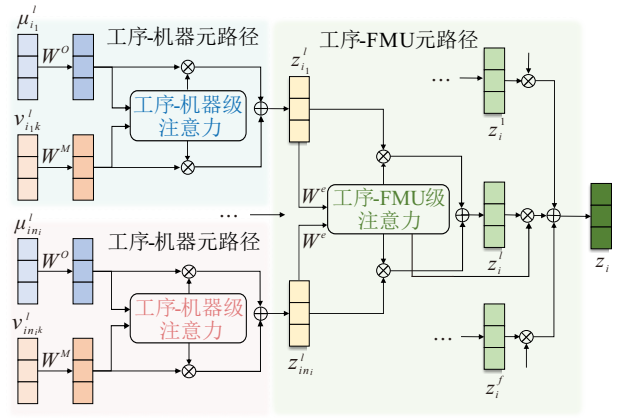 μ_{i_1}^l
W^O
工序-机器元路径
工序-机器级
注意力
v_{i_1k}^l
W^M
工序-FMU元路径
z_{i_1}^l
...
z_i^1
W^e
工序-FMU级
注意力
W^e
z_i^l
z_i
...
μ_{in_i}^l
W^O
工序-机器元路径
工序-机器级
注意力
v_{in_ik}^l
W^M
z_{in_i}^l
...
z_i^f